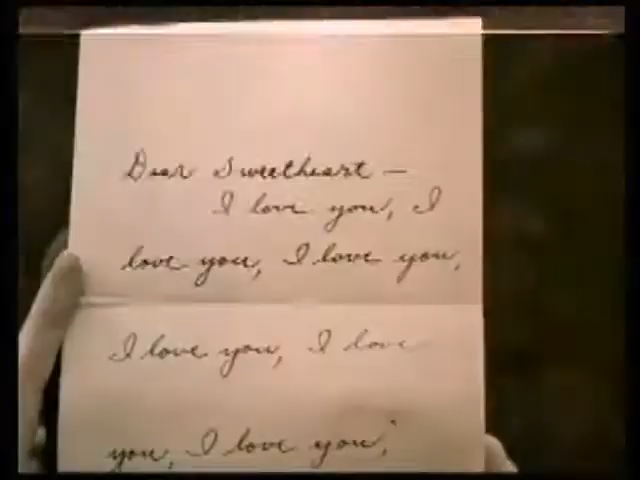 Dear Sweetheart —
I love you, I
love you, I love you,
I love you, I love
you, I love you,